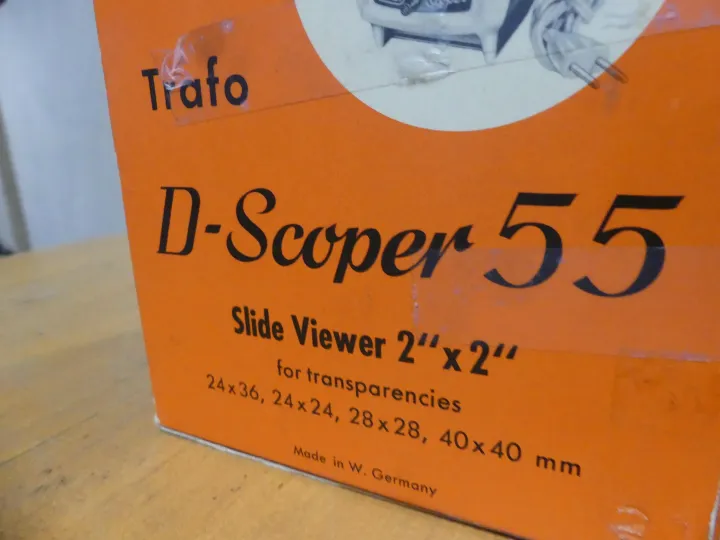 Trafo
D-Scoper 55
Slide Viewer 2"x2"
for transparencies
24x36, 24x24, 28x28, 40x40 mm
Made in W. Germany